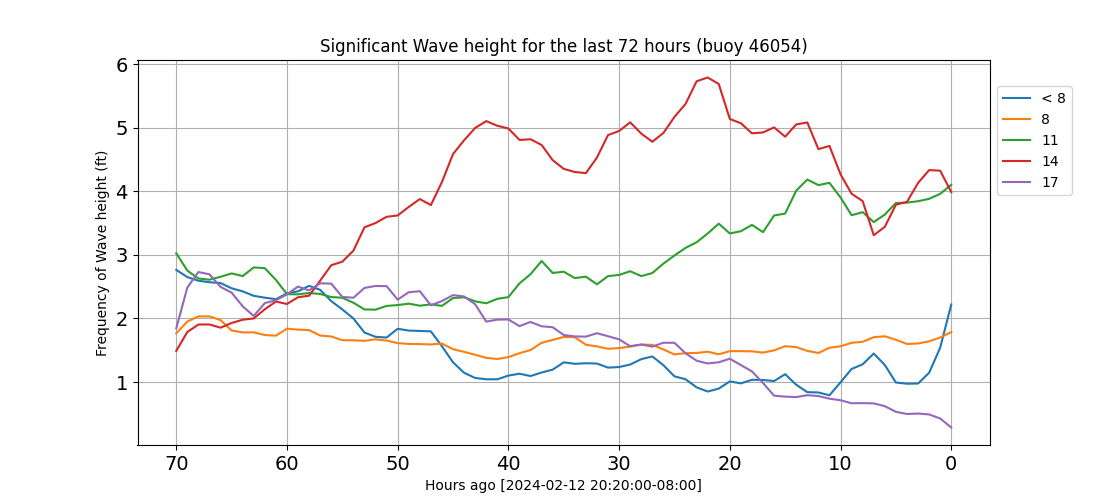 Significant Wave height for the last 72 hours (buoy 46054)
Frequency of Wave height (ft)
6
5
4
3
2
1
70 60 50 40 30 20 10 0
Hours ago [2024-02-12 20:20:00-08:00]
< 8
8
11
14
17